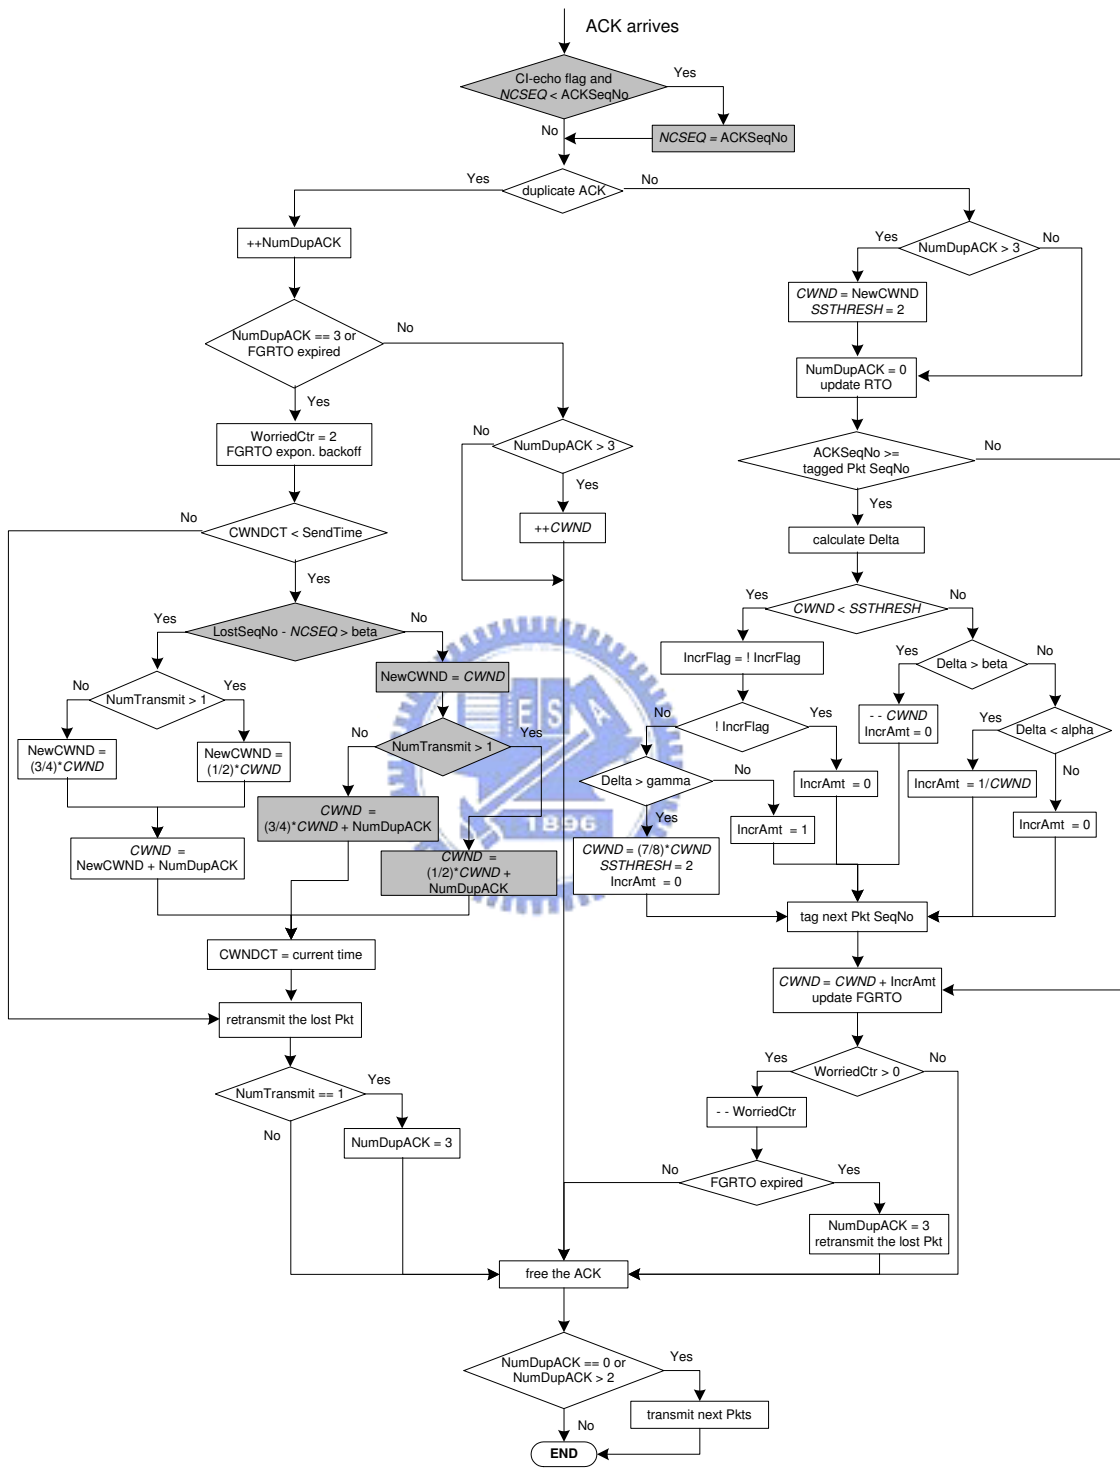 ACK arrives
CI-echo flag and
NCSEQ < ACKSeqNo
Yes
No
NCSEQ = ACKSeqNo
duplicate ACK
Yes
No
++NumDupACK
NumDupACK > 3
Yes
No
CWND = NewCWND
SSTHRESH = 2
NumDupACK == 3 or
FGRTO expired
No
Yes
NumDupACK = 0
update RTO
WorriedCtr = 2
FGRTO expon. backoff
NumDupACK > 3
No
Yes
ACKSeqNo >=
tagged Pkt SeqNo
No
Yes
CWNDCT < SendTime
No
Yes
++CWND
calculate Delta
CWND < SSTHRESH
Yes
No
LostSeqNo - NCSEQ > beta
Yes
No
IncrFlag = ! IncrFlag
Delta > beta
Yes
No
NewCWND = CWND
NumTransmit > 1
No
Yes
! IncrFlag
No
Yes
- - CWND
IncrAmt = 0
Delta < alpha
Yes
No
NewCWND =
(3/4)*CWND
NewCWND =
(1/2)*CWND
NumTransmit > 1
No
Yes
Delta > gamma
No
Yes
IncrAmt = 0
IncrAmt = 1/CWND
IncrAmt = 0
CWND =
(3/4)*CWND + NumDupACK
IncrAmt = 1
E S A
1896
CWND =
NewCWND + NumDupACK
CWND =
(1/2)*CWND +
NumDupACK
CWND = (7/8)*CWND
SSTHRESH = 2
IncrAmt = 0
tag next Pkt SeqNo
CWNDCT = current time
CWND = CWND + IncrAmt
update FGRTO
retransmit the lost Pkt
WorriedCtr > 0
Yes
No
NumTransmit == 1
Yes
No
- - WorriedCtr
NumDupACK = 3
FGRTO expired
No
Yes
NumDupACK = 3
retransmit the lost Pkt
free the ACK
NumDupACK == 0 or
NumDupACK > 2
Yes
No
transmit next Pkts
END